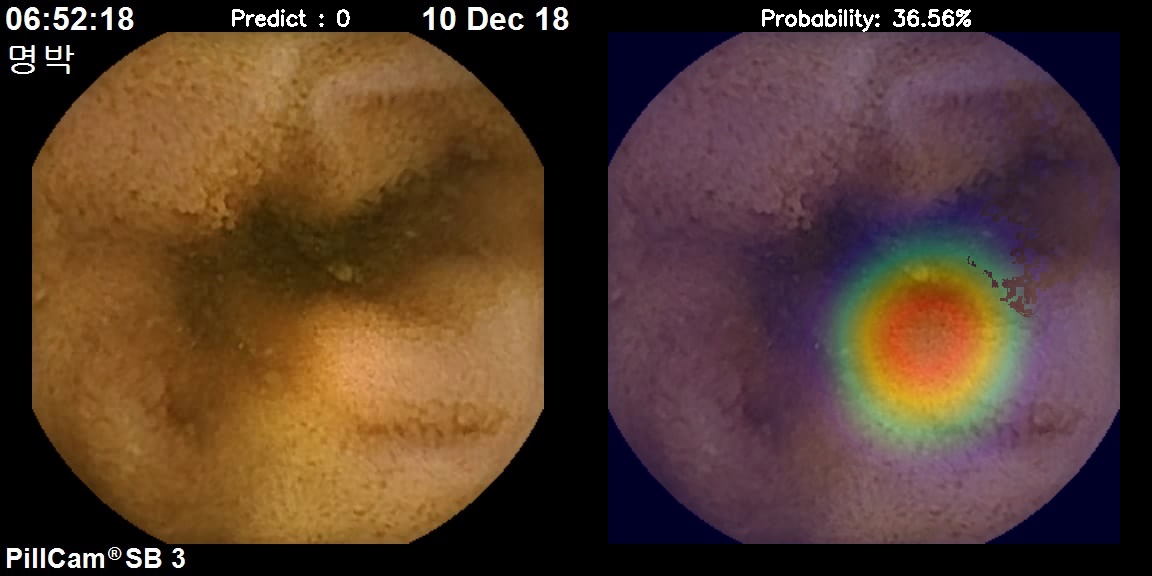 06:52:18
Predict : 0
10 Dec 18
Probability: 36.56%
명박
PillCam® SB 3